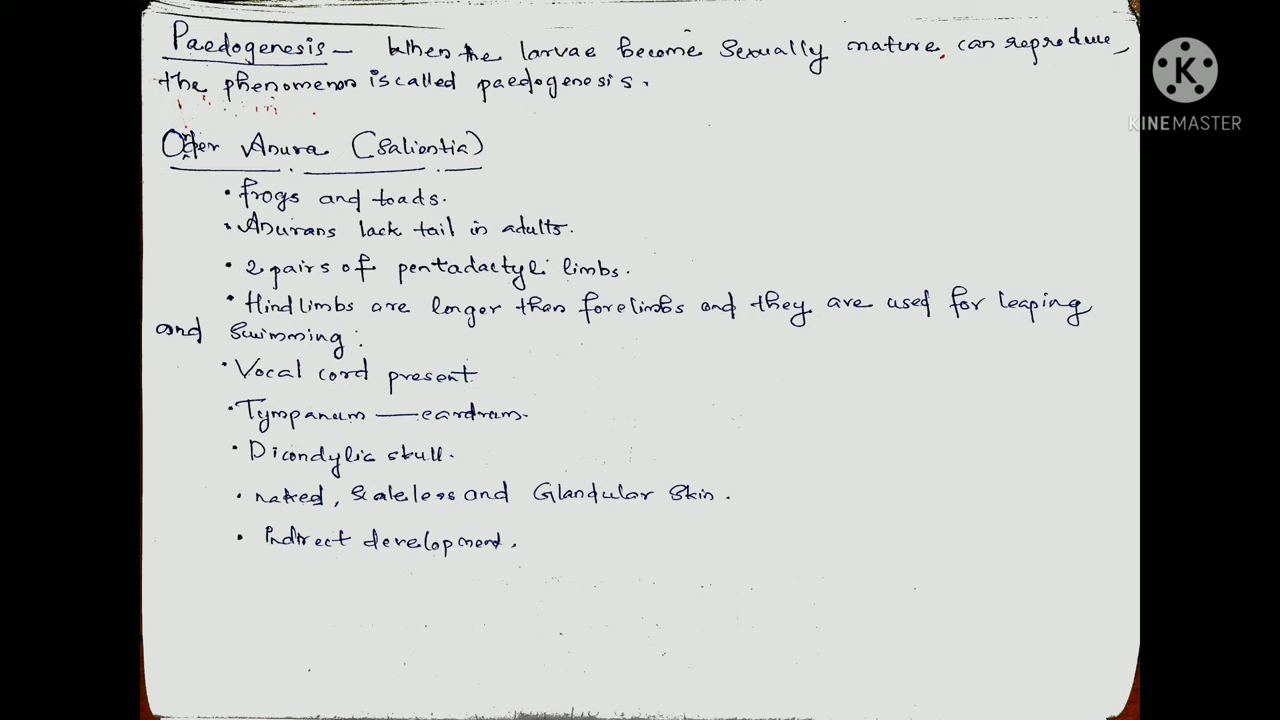 Paedogenesis - When the larvae become sexually mature, can reproduce,
the phenomenon is called paedogenesis.
Order Anura (Salientia)
• frogs and toads.
• Anurans lack tail in adults.
• 2 pairs of pentadactyl limbs.
• Hind limbs are longer than forelimbs and they are used for leaping
and swimming.
• Vocal cord present
• Tympanum — eardrum.
• Dicondylic skull.
• naked, scaleless and Glandular skin.
• Indirect development.
K
KINEMASTER